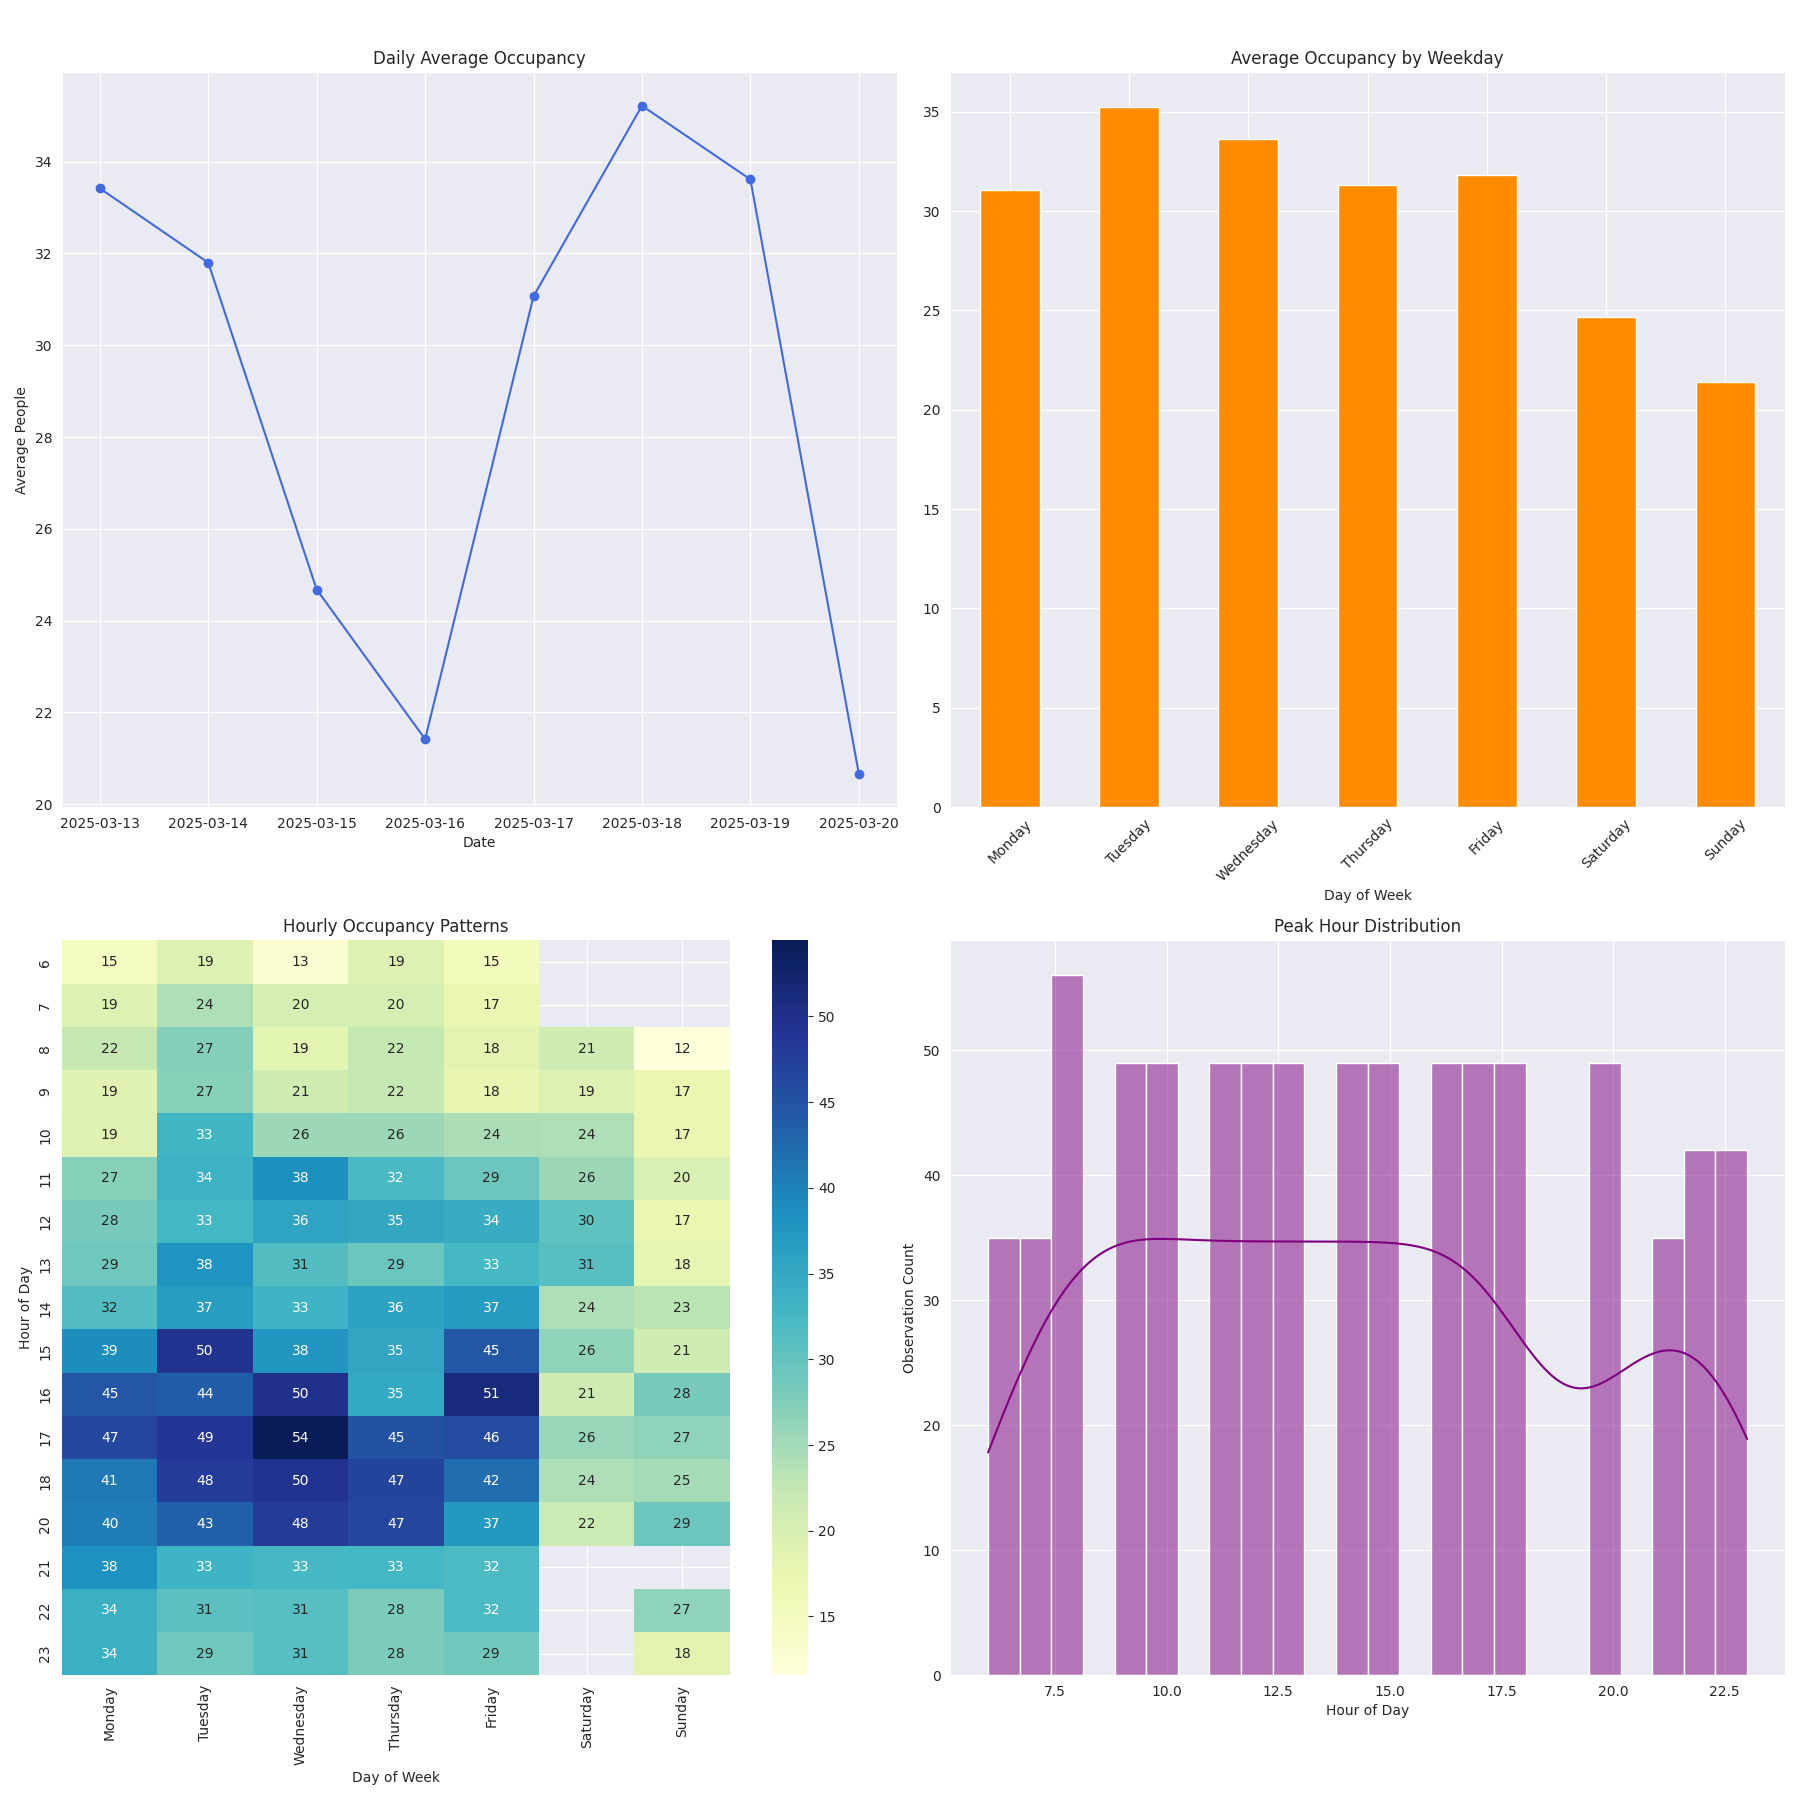 Daily Average Occupancy
Average People
34
32
30
28
26
24
22
20
2025-03-13 2025-03-14 2025-03-15 2025-03-16 2025-03-17 2025-03-18 2025-03-19 2025-03-20
Date
Average Occupancy by Weekday
35
30
25
20
15
10
5
0
Monday Tuesday Wednesday Thursday Friday Saturday Sunday
Day of Week
Hourly Occupancy Patterns
Hour of Day
6 15 19 13 19 15
7 19 24 20 20 17
8 22 27 19 22 18 21 12
9 19 27 21 22 18 19 17
10 19 33 26 26 24 24 17
11 27 34 38 32 29 26 20
12 28 33 36 35 34 30 17
13 29 38 31 29 33 31 18
14 32 37 33 36 37 24 23
15 39 50 38 35 45 26 21
16 45 44 50 35 51 21 28
17 47 49 54 45 46 26 27
18 41 48 50 47 42 24 25
20 40 43 48 47 37 22 29
21 38 33 33 33 32
22 34 31 31 28 32 27
23 34 29 31 28 29 18
Monday Tuesday Wednesday Thursday Friday Saturday Sunday
Day of Week
50
45
40
35
30
25
20
15
Peak Hour Distribution
Observation Count
50
40
30
20
10
0
7.5 10.0 12.5 15.0 17.5 20.0 22.5
Hour of Day